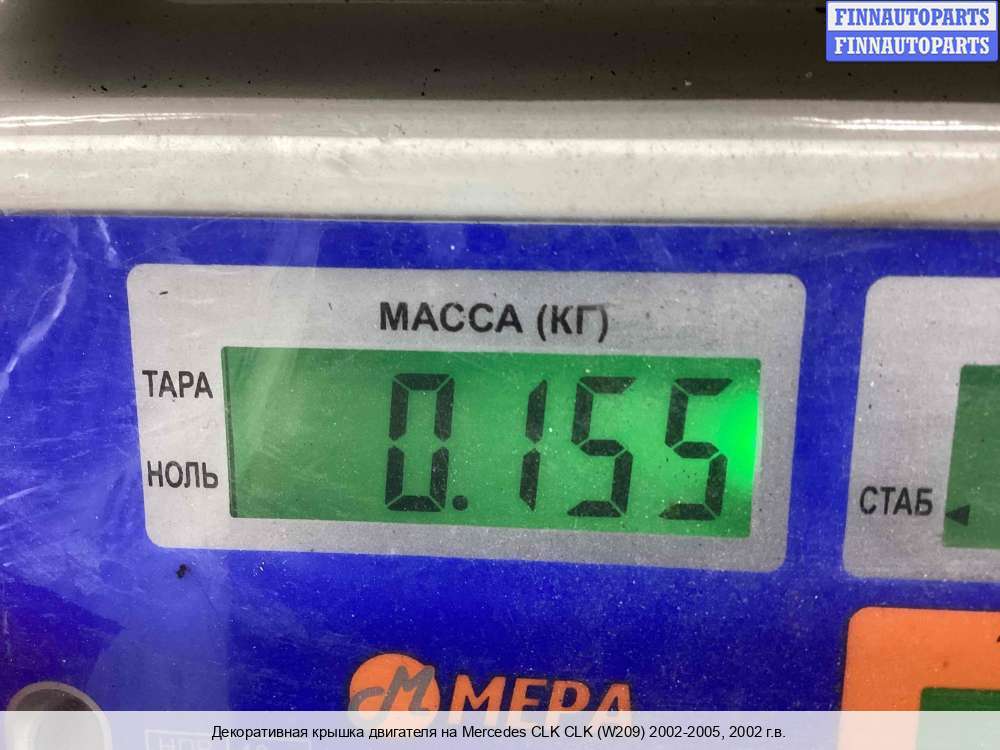 FINNAUTOPARTS
FINNAUTOPARTS
МАССА (КГ)
ТАРА
0.155
НОЛЬ
СТАБ
МЕРА
Декоративная крышка двигателя на Mercedes CLK CLK (W209) 2002-2005, 2002 г.в.